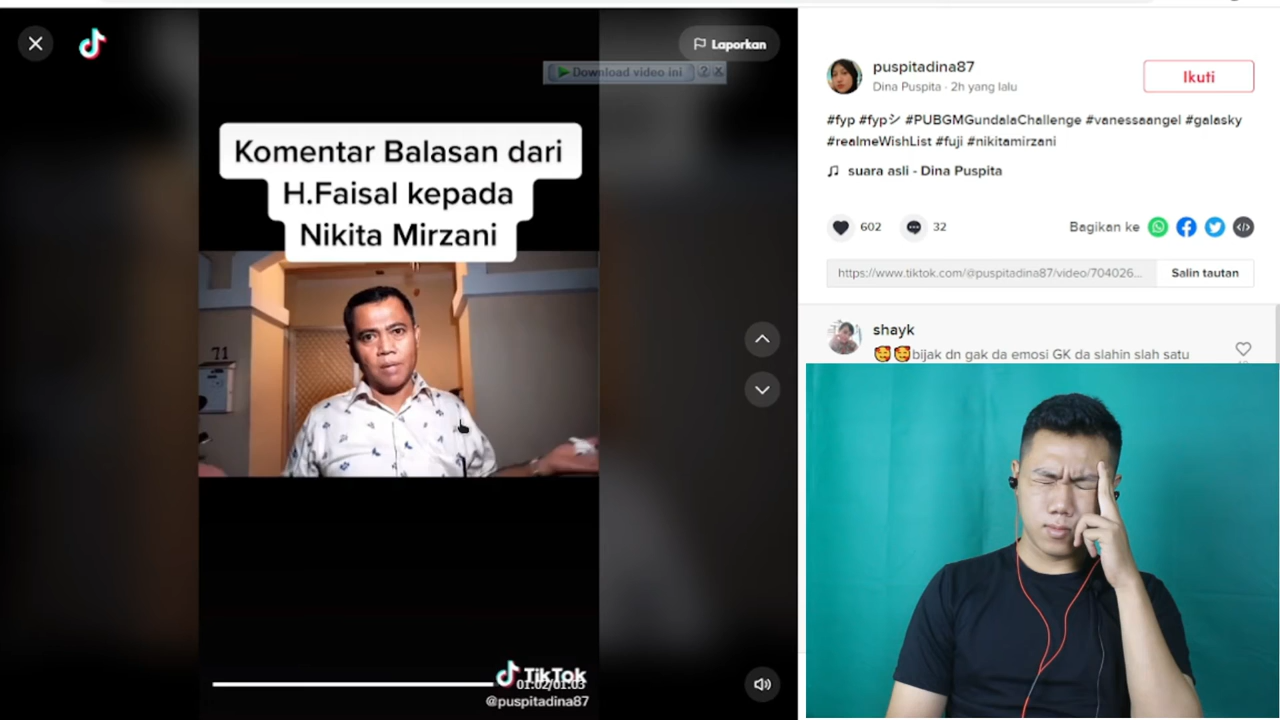 Laporkan
Download video ini
Komentar Balasan dari
H.Faisal kepada
Nikita Mirzani
71
TikTok
01:02/01:03
@puspitadina87
puspitadina87
Dina Puspita · 2h yang lalu
Ikuti
#fyp #fypシ #PUBGMGundalaChallenge #vanessaangel #galasky
#realmeWishList #fuji #nikitamirzani
suara asli - Dina Puspita
602
32
Bagikan ke
https://www.tiktok.com/@puspitadina87/video/704026...
Salin tautan
shayk
🥰🥰bijak dn gak da emosi GK da slahin slah satu